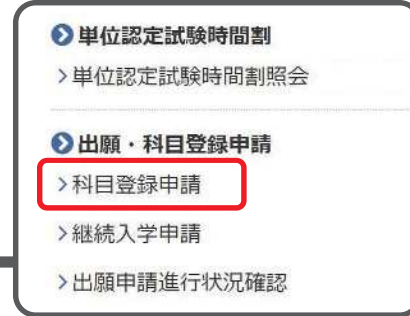 単位認定試験時間割
単位認定試験時間割照会
出願・科目登録申請
科目登録申請
継続入学申請
出願申請進行状況確認